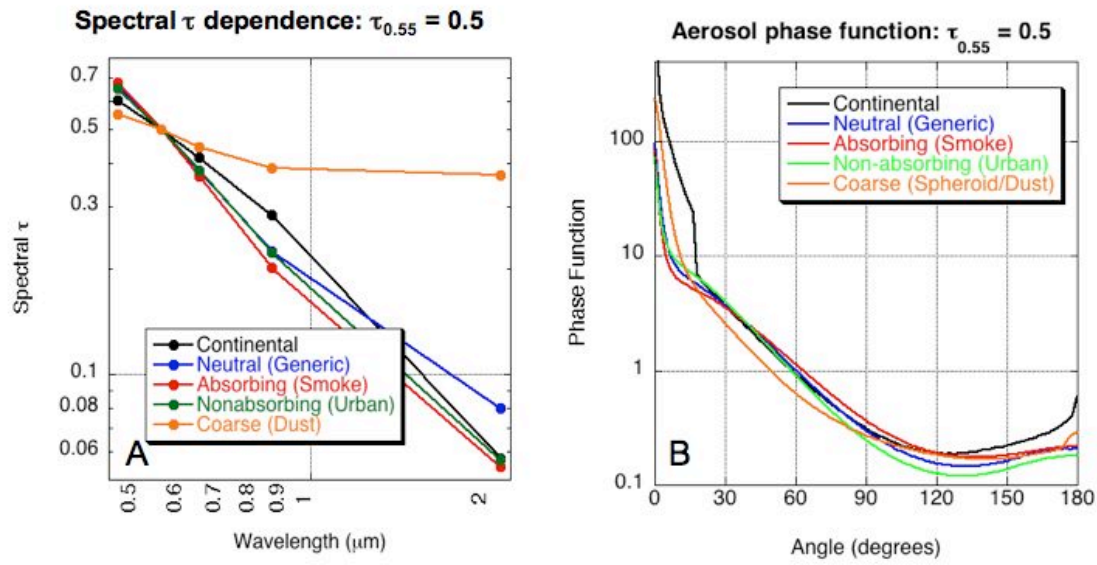 Spectral τ dependence: τ0.55 = 0.5
0.7
0.5
0.4
0.3
0.1
0.08
0.06
Spectral τ
Continental
Neutral (Generic)
Absorbing (Smoke)
Nonabsorbing (Urban)
Coarse (Dust)
A
0.5
0.6
0.7
0.8
0.9
1
2
Wavelength (μm)
Aerosol phase function: τ0.55 = 0.5
100
10
1
0.1
Phase Function
Continental
Neutral (Generic)
Absorbing (Smoke)
Non-absorbing (Urban)
Coarse (Spheroid/Dust)
B
0 30 60 90 120 150 180
Angle (degrees)